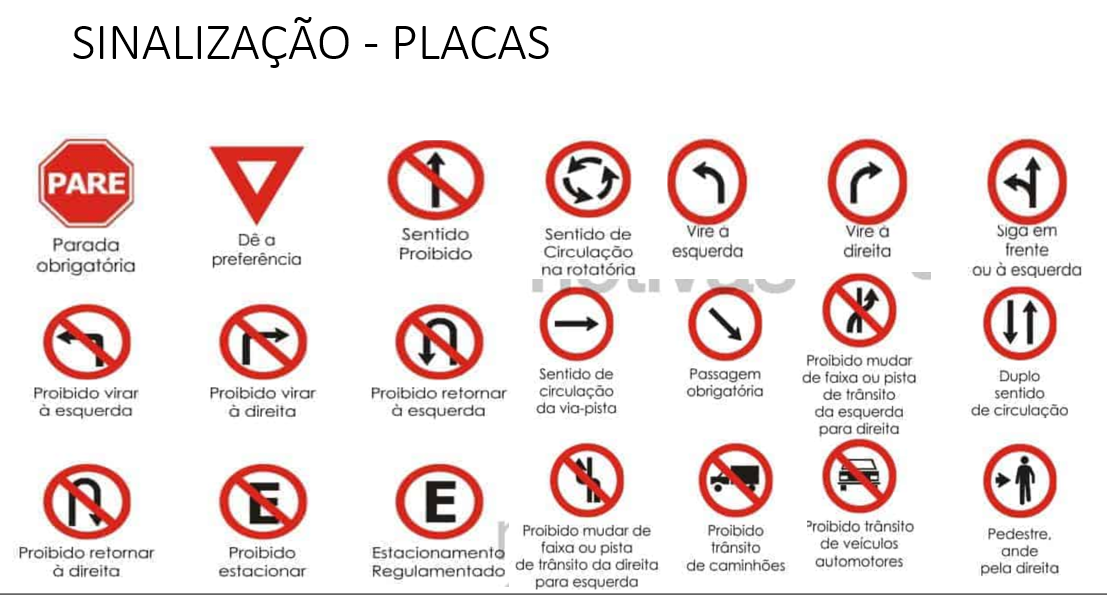 SINALIZAÇÃO - PLACAS
PARE
Parada
obrigatória
Dê a
preferência
Sentido
Proibido
Sentido de
Circulação
na rotatória
Vire à
esquerda
Vire à
direita
Siga em
frente
ou à esquerda
Proibido virar
à esquerda
Proibido virar
à direita
Proibido retornar
à esquerda
Sentido de
circulação
da via-pista
Passagem
obrigatória
Proibido mudar
de faixa ou pista
de trânsito
da esquerda
para direita
Duplo
sentido
de circulação
Proibido retornar
à direita
E
Proibido
estacionar
E
Estacionamento
Regulamentado
Proibido mudar de
faixa ou pista
de trânsito da direita
para esquerda
Proibido
trânsito
de caminhões
Proibido trânsito
de veículos
automotores
Pedestre,
ande
pela direita